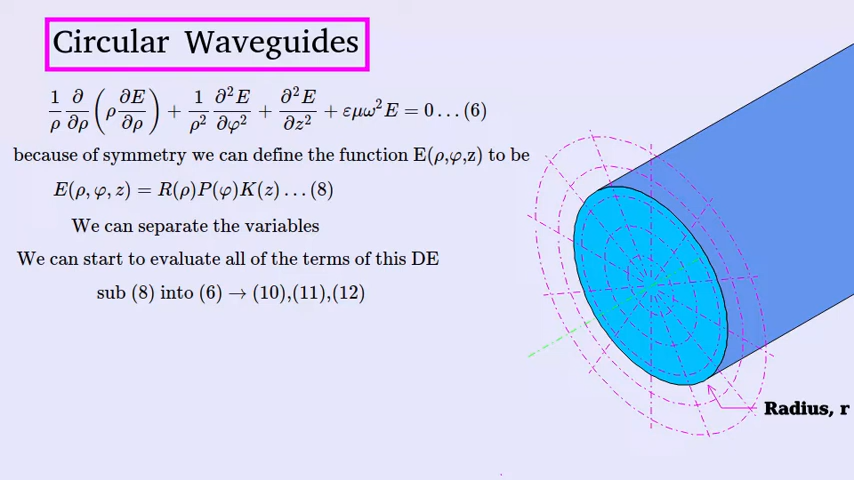 Circular Waveguides
1/ρ ∂/∂ρ (ρ ∂E/∂ρ) + 1/ρ² ∂²E/∂φ² + ∂²E/∂z² + εμω²E = 0…(6)
because of symmetry we can define the function E(ρ,φ,z) to be
E(ρ, φ, z) = R(ρ)P(φ)K(z)…(8)
We can separate the variables
We can start to evaluate all of the terms of this DE
sub (8) into (6) → (10),(11),(12)
Radius, r